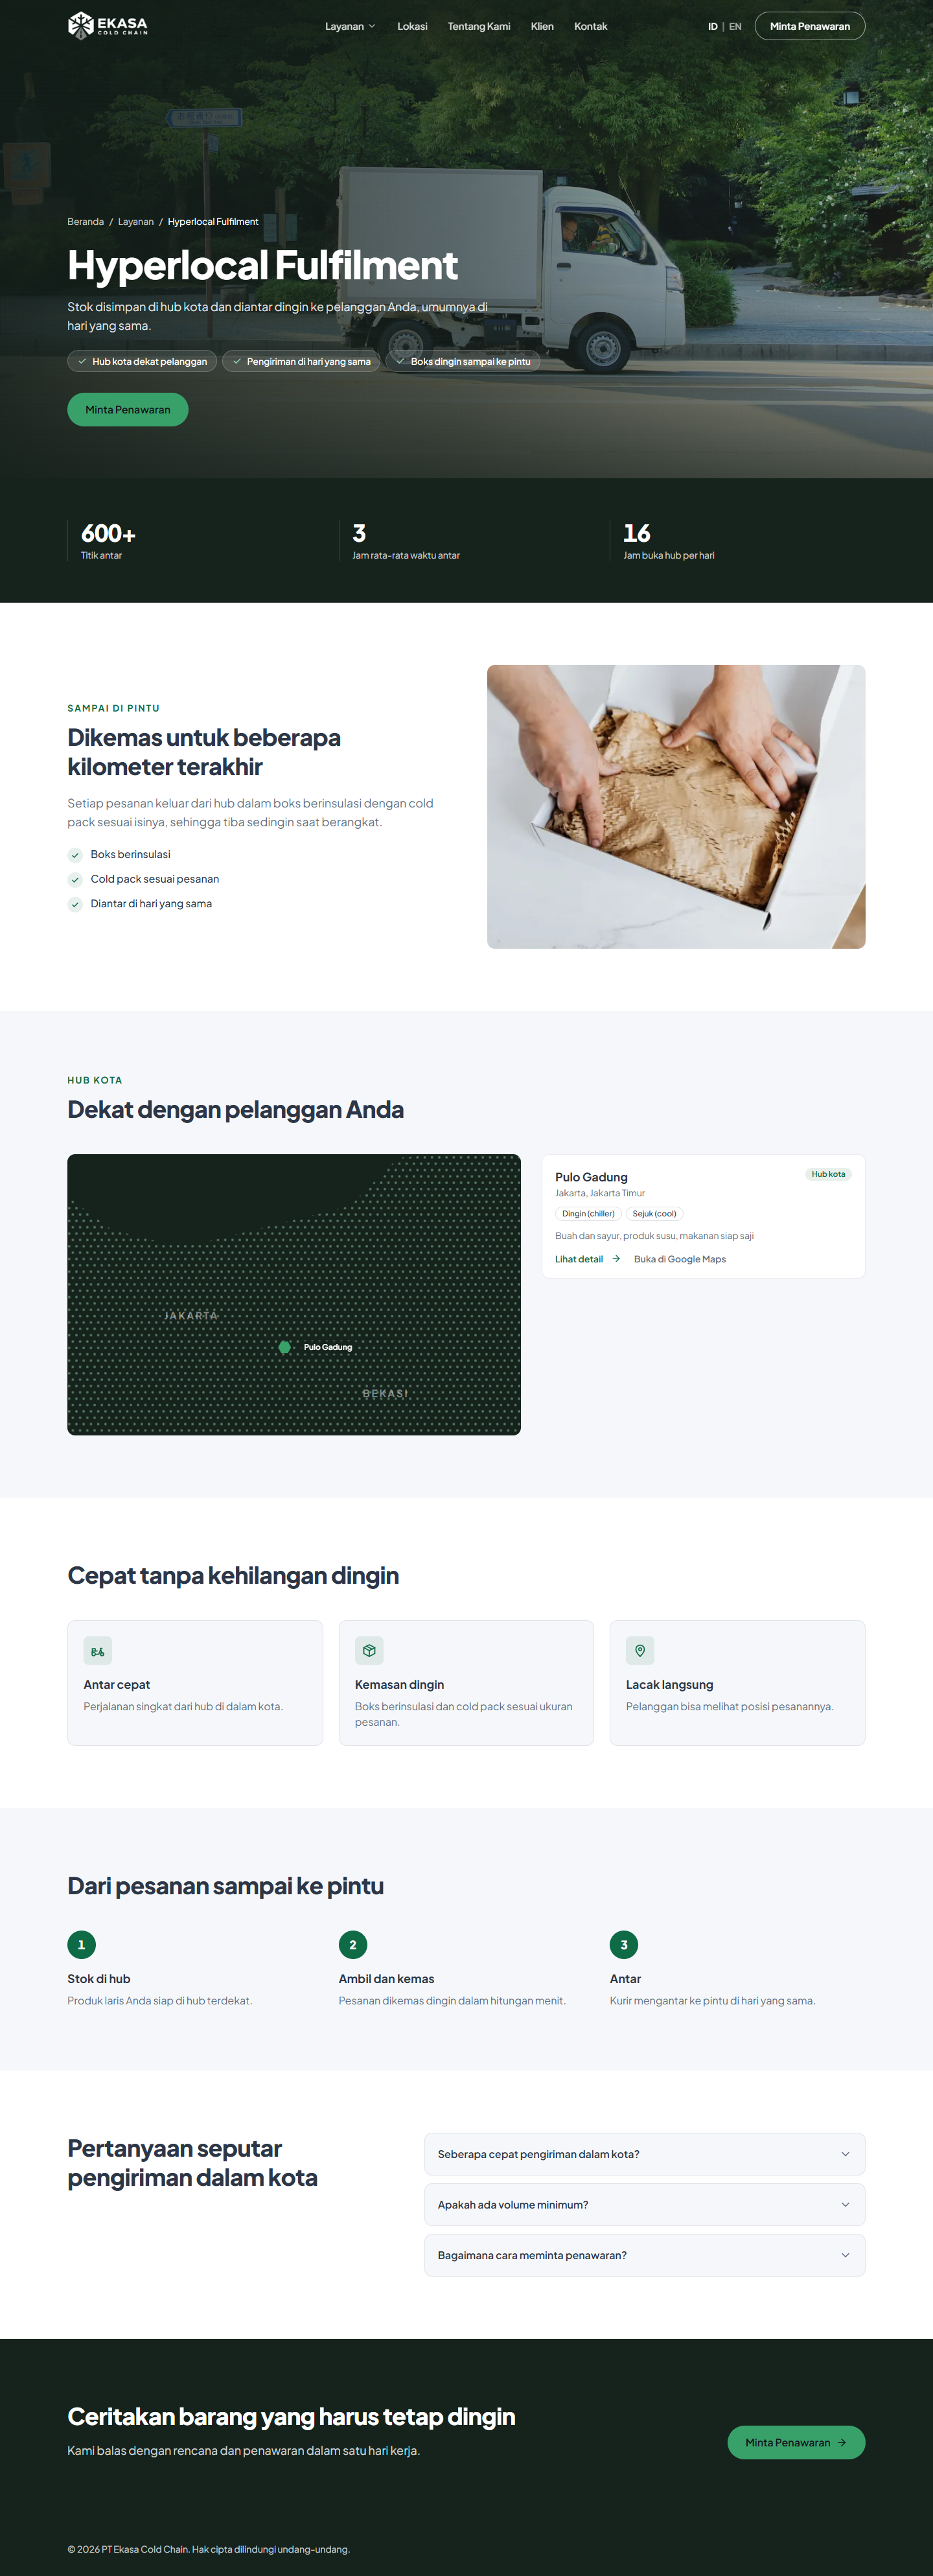 EKASA
COLD CHAIN
Layanan
Lokasi
Tentang Kami
Klien
Kontak
ID | EN
Minta Penawaran
Beranda / Layanan / Hyperlocal Fulfilment
Hyperlocal Fulfilment
Stok disimpan di hub kota dan diantar dingin ke pelanggan Anda, umumnya di
hari yang sama.
Hub kota dekat pelanggan
Pengiriman di hari yang sama
Boks dingin sampai ke pintu
Minta Penawaran
600+
Titik antar
3
Jam rata-rata waktu antar
16
Jam buka hub per hari
SAMPAI DI PINTU
Dikemas untuk beberapa
kilometer terakhir
Setiap pesanan keluar dari hub dalam boks berinsulasi dengan cold
pack sesuai isinya, sehingga tiba sedingin saat berangkat.
Boks berinsulasi
Cold pack sesuai pesanan
Diantar di hari yang sama
HUB KOTA
Dekat dengan pelanggan Anda
JAKARTA
Pulo Gadung
BEKASI
Pulo Gadung
Hub kota
Jakarta, Jakarta Timur
Dingin (chiller)
Sejuk (cool)
Buah dan sayur, produk susu, makanan siap saji
Lihat detail
Buka di Google Maps
Cepat tanpa kehilangan dingin
Antar cepat
Perjalanan singkat dari hub di dalam kota.
Kemasan dingin
Boks berinsulasi dan cold pack sesuai ukuran
pesanan.
Lacak langsung
Pelanggan bisa melihat posisi pesanannya.
Dari pesanan sampai ke pintu
1
Stok di hub
Produk laris Anda siap di hub terdekat.
2
Ambil dan kemas
Pesanan dikemas dingin dalam hitungan menit.
3
Antar
Kurir mengantar ke pintu di hari yang sama.
Pertanyaan seputar
pengiriman dalam kota
Seberapa cepat pengiriman dalam kota?
Apakah ada volume minimum?
Bagaimana cara meminta penawaran?
Ceritakan barang yang harus tetap dingin
Kami balas dengan rencana dan penawaran dalam satu hari kerja.
Minta Penawaran
© 2026 PT Ekasa Cold Chain. Hak cipta dilindungi undang-undang.